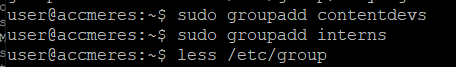 user@accmeres:~$ sudo groupadd contentdevs
user@accmeres:~$ sudo groupadd interns
user@accmeres:~$ less /etc/group